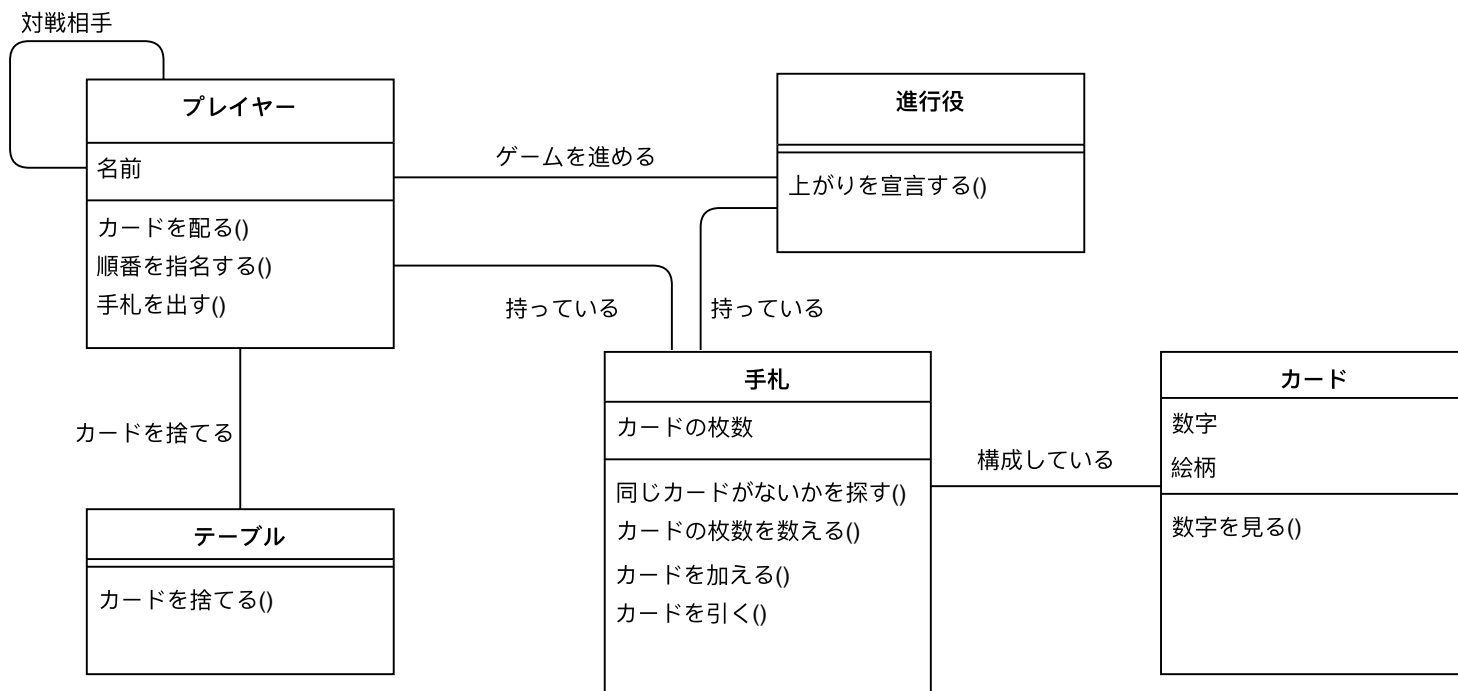 対戦相手
プレイヤー
名前
カードを配る()
順番を指名する()
手札を出す()
ゲームを進める
進行役
上がりを宣言する()
持っている
持っている
カードを捨てる
テーブル
カードを捨てる()
手札
カードの枚数
同じカードがないかを探す()
カードの枚数を数える()
カードを加える()
カードを引く()
構成している
カード
数字
絵柄
数字を見る()